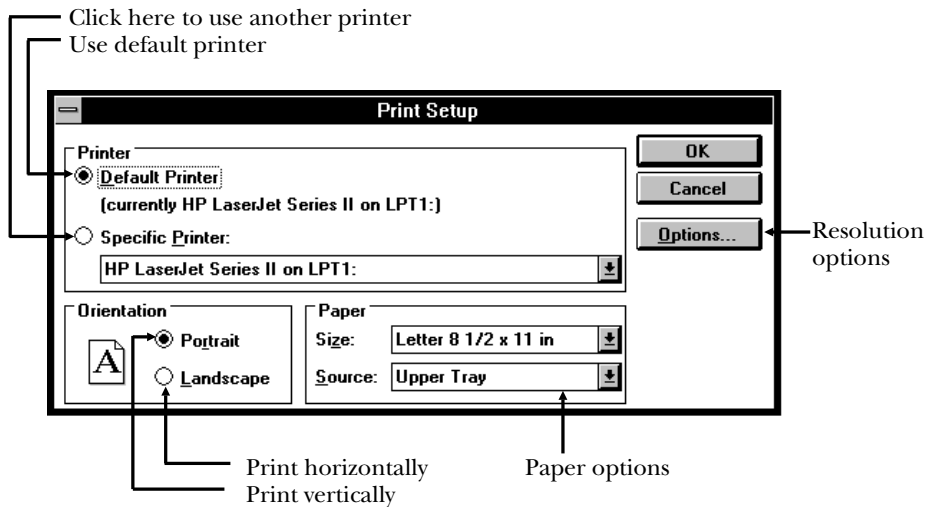 Click here to use another printer
Use default printer
Print Setup
Printer
Default Printer
(currently HP LaserJet Series II on LPT1:)
Specific Printer:
HP LaserJet Series II on LPT1:
OK
Cancel
Options...
Resolution
options
Orientation
A
Portrait
Landscape
Paper
Size: Letter 8 1/2 x 11 in
Source: Upper Tray
Print horizontally
Print vertically
Paper options